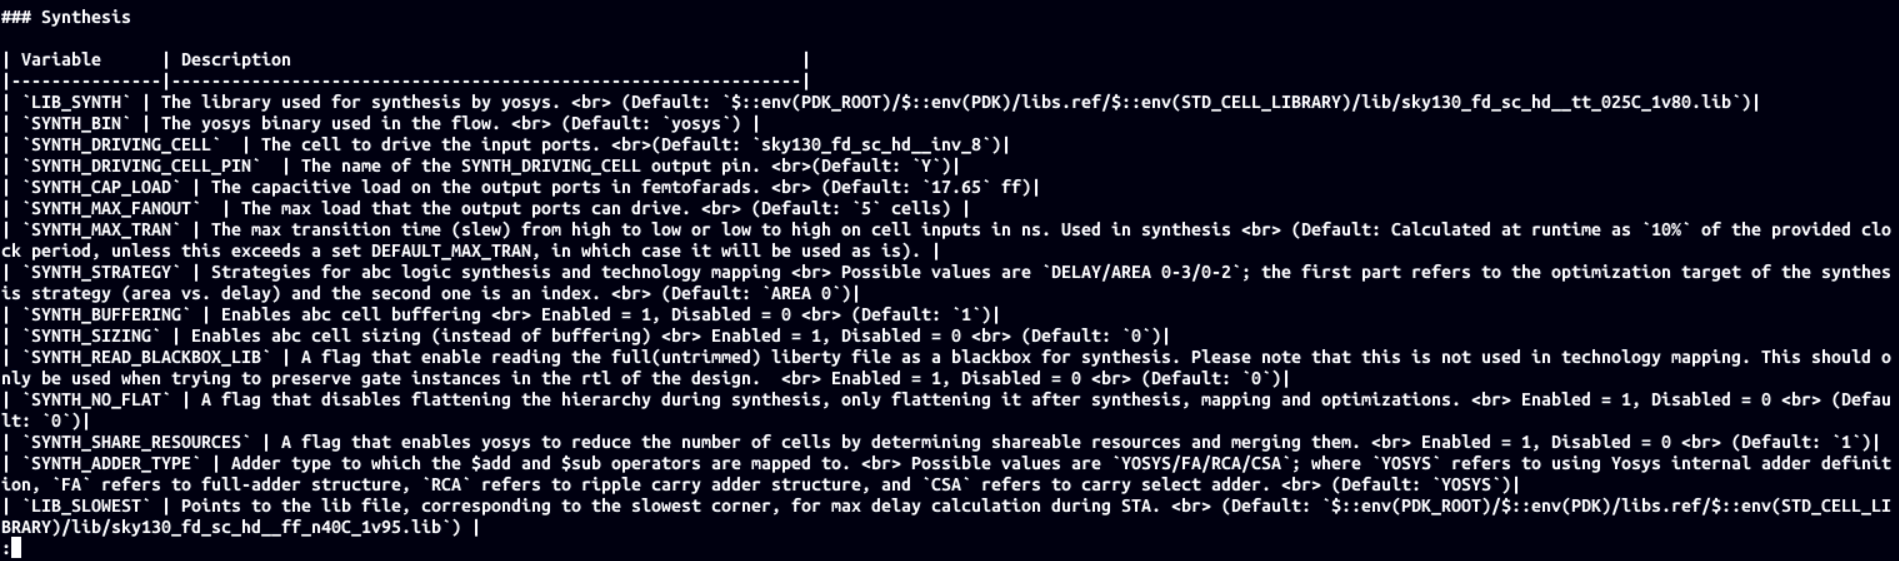 ### Synthesis
| Variable      | Description                                                   |
|---------------|---------------------------------------------------------------|
| `LIB_SYNTH` | The library used for synthesis by yosys. <br> (Default: `$::env(PDK_ROOT)/$::env(PDK)/libs.ref/$::env(STD_CELL_LIBRARY)/lib/sky130_fd_sc_hd__tt_025C_1v80.lib`)|
| `SYNTH_BIN` | The yosys binary used in the flow. <br> (Default: `yosys`) |
| `SYNTH_DRIVING_CELL`  | The cell to drive the input ports. <br>(Default: `sky130_fd_sc_hd__inv_8`)|
| `SYNTH_DRIVING_CELL_PIN`  | The name of the SYNTH_DRIVING_CELL output pin. <br>(Default: `Y`)|
| `SYNTH_CAP_LOAD` | The capacitive load on the output ports in femtofarads. <br> (Default: `17.65` ff)|
| `SYNTH_MAX_FANOUT`  | The max load that the output ports can drive. <br> (Default: `5` cells) |
| `SYNTH_MAX_TRAN` | The max transition time (slew) from high to low or low to high on cell inputs in ns. Used in synthesis <br> (Default: Calculated at runtime as `10%` of the provided clo
ck period, unless this exceeds a set DEFAULT_MAX_TRAN, in which case it will be used as is). |
| `SYNTH_STRATEGY` | Strategies for abc logic synthesis and technology mapping <br> Possible values are `DELAY/AREA 0-3/0-2`; the first part refers to the optimization target of the synthes
is strategy (area vs. delay) and the second one is an index. <br> (Default: `AREA 0`)|
| `SYNTH_BUFFERING` | Enables abc cell buffering <br> Enabled = 1, Disabled = 0 <br> (Default: `1`)|
| `SYNTH_SIZING` | Enables abc cell sizing (instead of buffering) <br> Enabled = 1, Disabled = 0 <br> (Default: `0`)|
| `SYNTH_READ_BLACKBOX_LIB` | A flag that enable reading the full(untrimmed) liberty file as a blackbox for synthesis. Please note that this is not used in technology mapping. This should o
nly be used when trying to preserve gate instances in the rtl of the design.  <br> Enabled = 1, Disabled = 0 <br> (Default: `0`)|
| `SYNTH_NO_FLAT` | A flag that disables flattening the hierarchy during synthesis, only flattening it after synthesis, mapping and optimizations. <br> Enabled = 1, Disabled = 0 <br> (Defau
lt: `0`)|
| `SYNTH_SHARE_RESOURCES` | A flag that enables yosys to reduce the number of cells by determining shareable resources and merging them. <br> Enabled = 1, Disabled = 0 <br> (Default: `1`)|
| `SYNTH_ADDER_TYPE` | Adder type to which the $add and $sub operators are mapped to. <br> Possible values are `YOSYS/FA/RCA/CSA`; where `YOSYS` refers to using Yosys internal adder definit
ion, `FA` refers to full-adder structure, `RCA` refers to ripple carry adder structure, and `CSA` refers to carry select adder. <br> (Default: `YOSYS`)|
| `LIB_SLOWEST` | Points to the lib file, corresponding to the slowest corner, for max delay calculation during STA. <br> (Default: `$::env(PDK_ROOT)/$::env(PDK)/libs.ref/$::env(STD_CELL_LI
BRARY)/lib/sky130_fd_sc_hd__ff_n40C_1v95.lib`) |
: